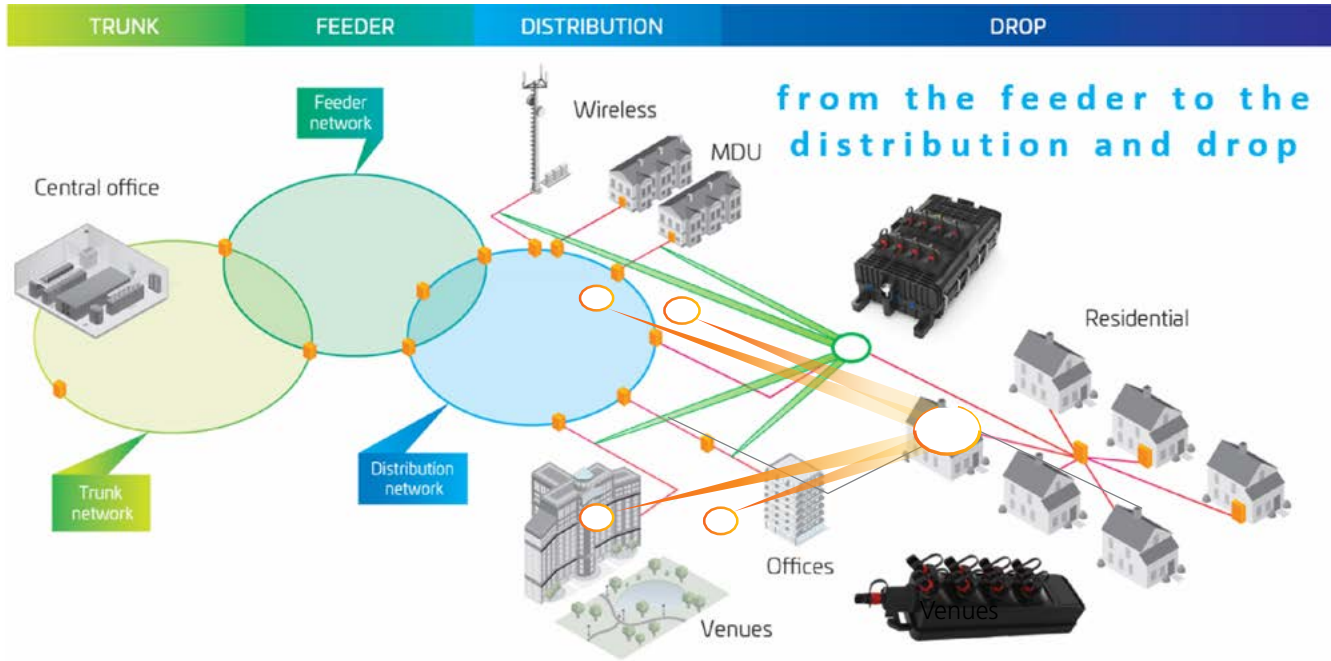 TRUNK
FEEDER
DISTRIBUTION
DROP
from the feeder to the
distribution and drop
Feeder
network
Wireless
MDU
Central office
Residential
Trunk
network
Distribution
network
Offices
Venues
Venues